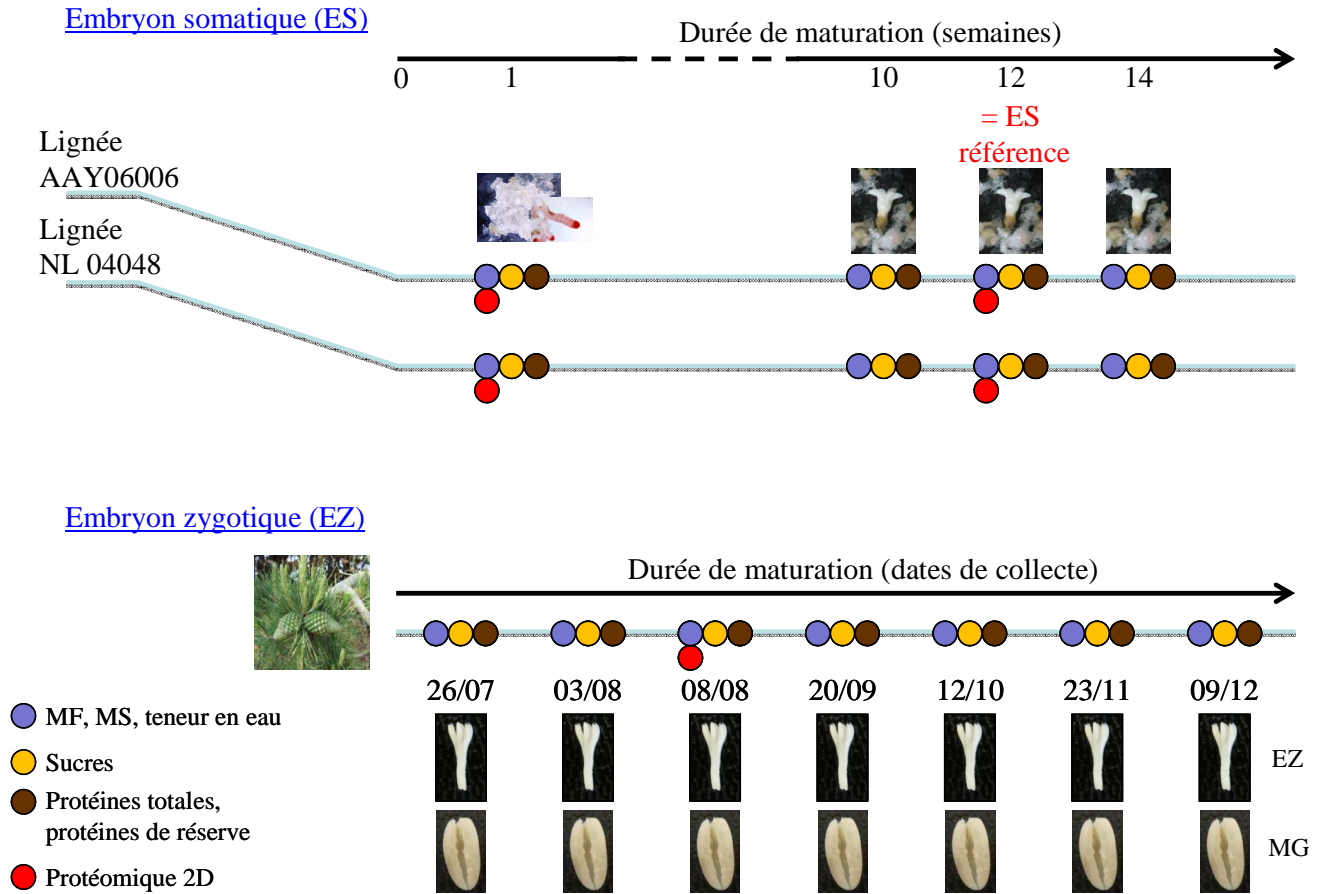 Embryon somatique (ES)
Durée de maturation (semaines)
0
1
10
12
14
= ES
référence
Lignée
AAY06006
Lignée
NL 04048
Embryon zygotique (EZ)
Durée de maturation (dates de collecte)
26/07
03/08
08/08
20/09
12/10
23/11
09/12
MF, MS, teneur en eau
Sucres
Protéines totales,
protéines de réserve
Protéomique 2D
EZ
MG